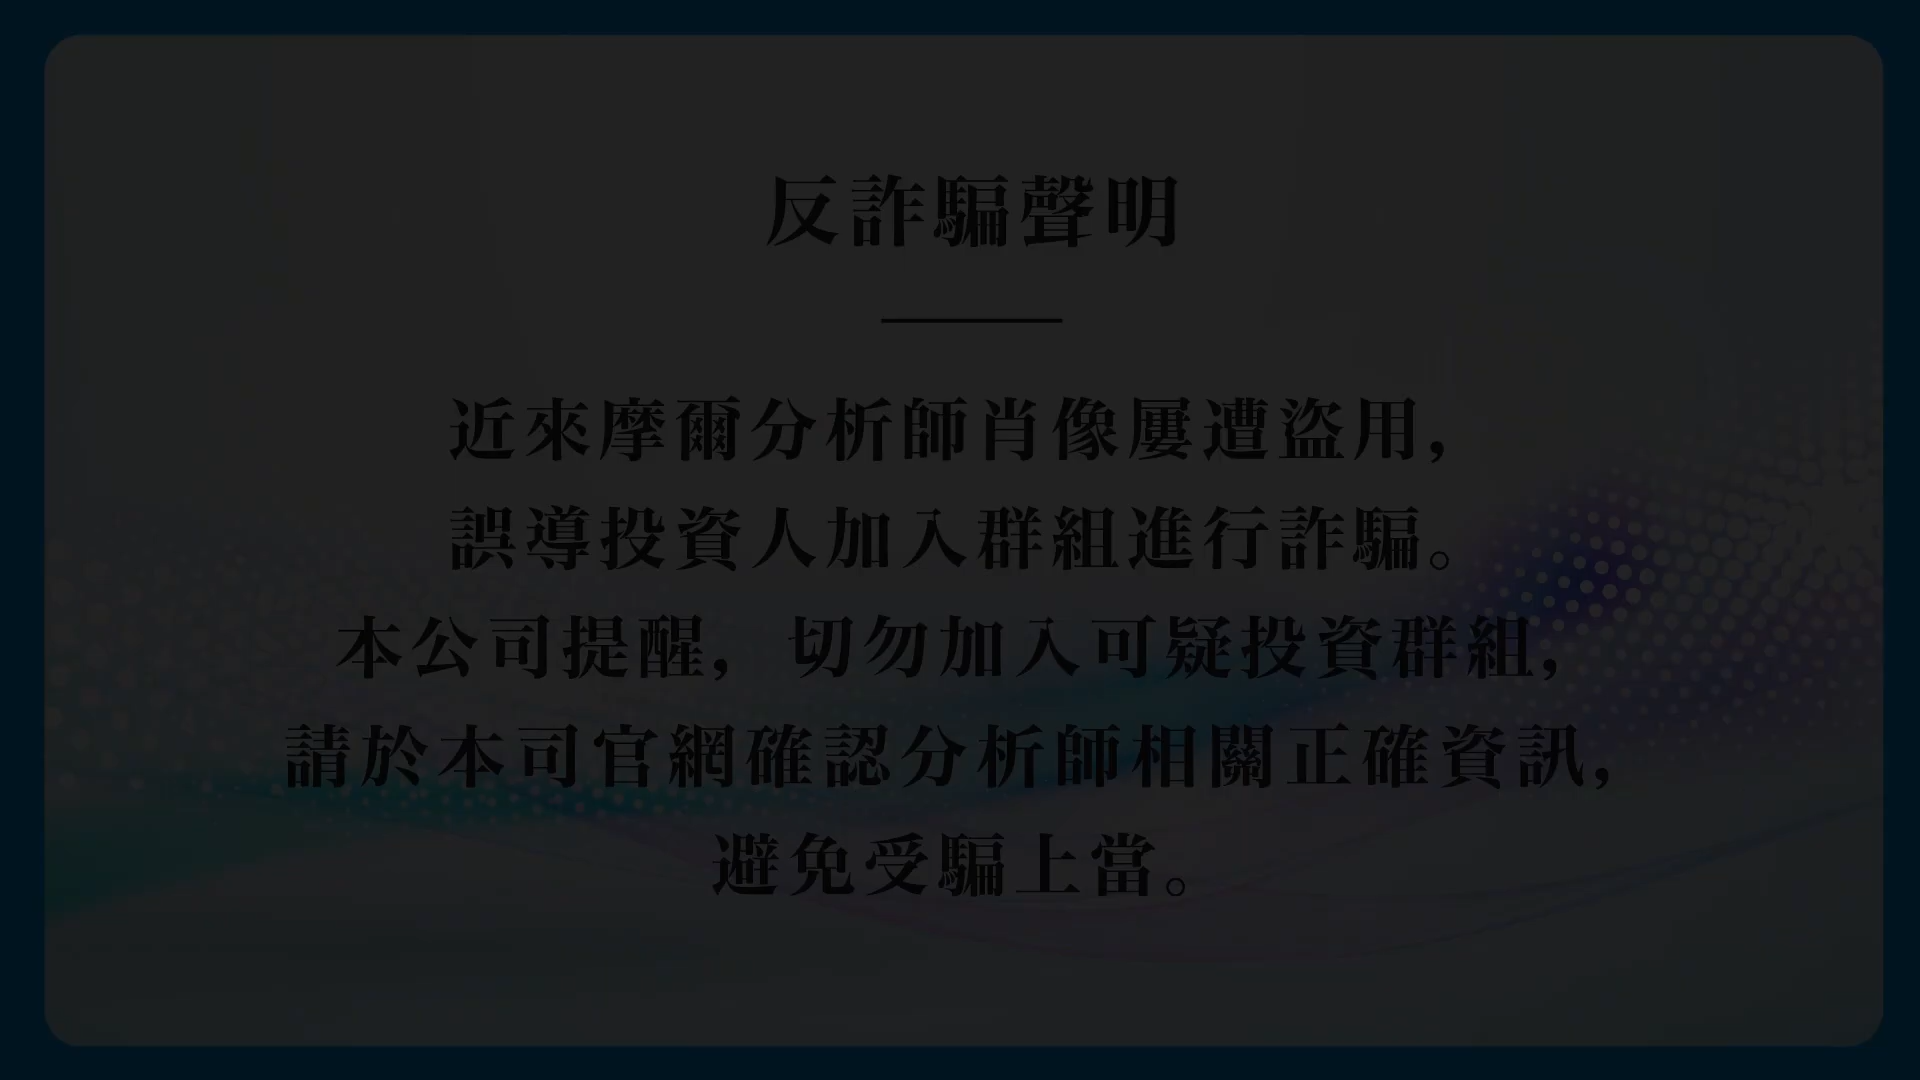 反詐騙聲明
近來摩爾分析師肖像屢遭盜用，
誤導投資人加入群組進行詐騙。
本公司提醒，切勿加入可疑投資群組，
請於本司官網確認分析師相關正確資訊，
避免受騙上當。